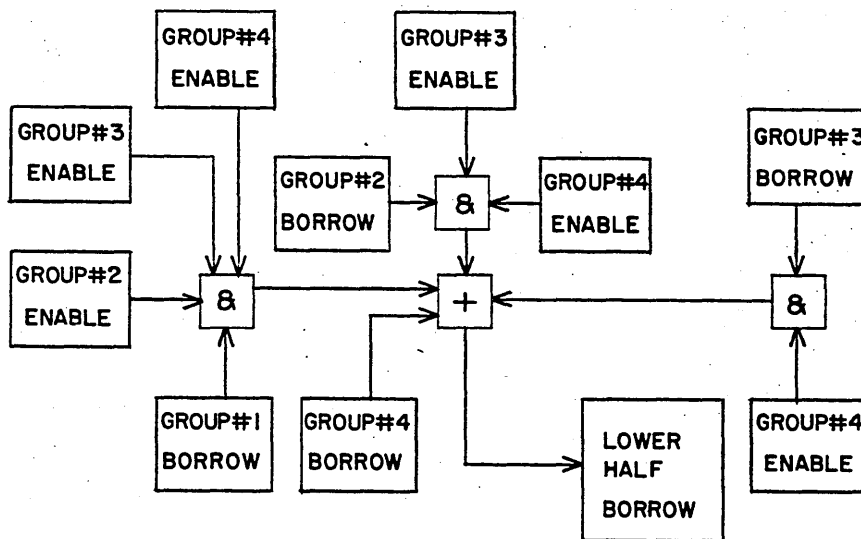 GROUP#4
ENABLE
GROUP#3
ENABLE
GROUP#3
ENABLE
GROUP#3
BORROW
GROUP#2
BORROW
&
GROUP#4
ENABLE
GROUP#2
ENABLE
&
+
&
GROUP#1
BORROW
GROUP#4
BORROW
LOWER
HALF
BORROW
GROUP#4
ENABLE